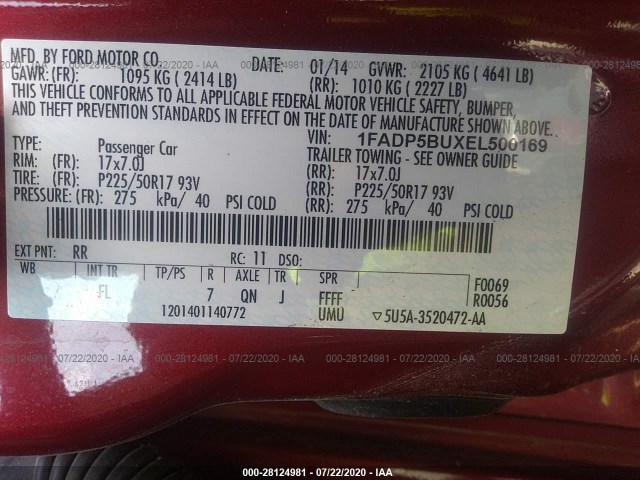 MFD. BY FORD MOTOR CO.
DATE: 01/14 GVWR: 2105 KG ( 4641 LB)
GAWR: (FR): 1095 KG ( 2414 LB) (RR): 1010 KG ( 2227 LB)
THIS VEHICLE CONFORMS TO ALL APPLICABLE FEDERAL MOTOR VEHICLE SAFETY, BUMPER,
AND THEFT PREVENTION STANDARDS IN EFFECT ON THE DATE OF MANUFACTURE SHOWN ABOVE.
VIN: 1FADP5BUXEL500169
TYPE: Passenger Car TRAILER TOWING - SEE OWNER GUIDE
RIM: (FR): 17x7.0J (RR): 17x7.0J
TIRE: (FR): P225/50R17 93V (RR): P225/50R17 93V
PRESSURE: (FR): 275 kPa/ 40 PSI COLD (RR): 275 kPa/ 40 PSI COLD
EXT PNT: RR RC: 11 DSO:
WB INT TR TP/PS R AXLE TR SPR F0069
FL 7 QN J FFFF R0056
1201401140772 UMU ▽5U5A-3520472-AA
000-28124981 - 07/22/2020 - IAA